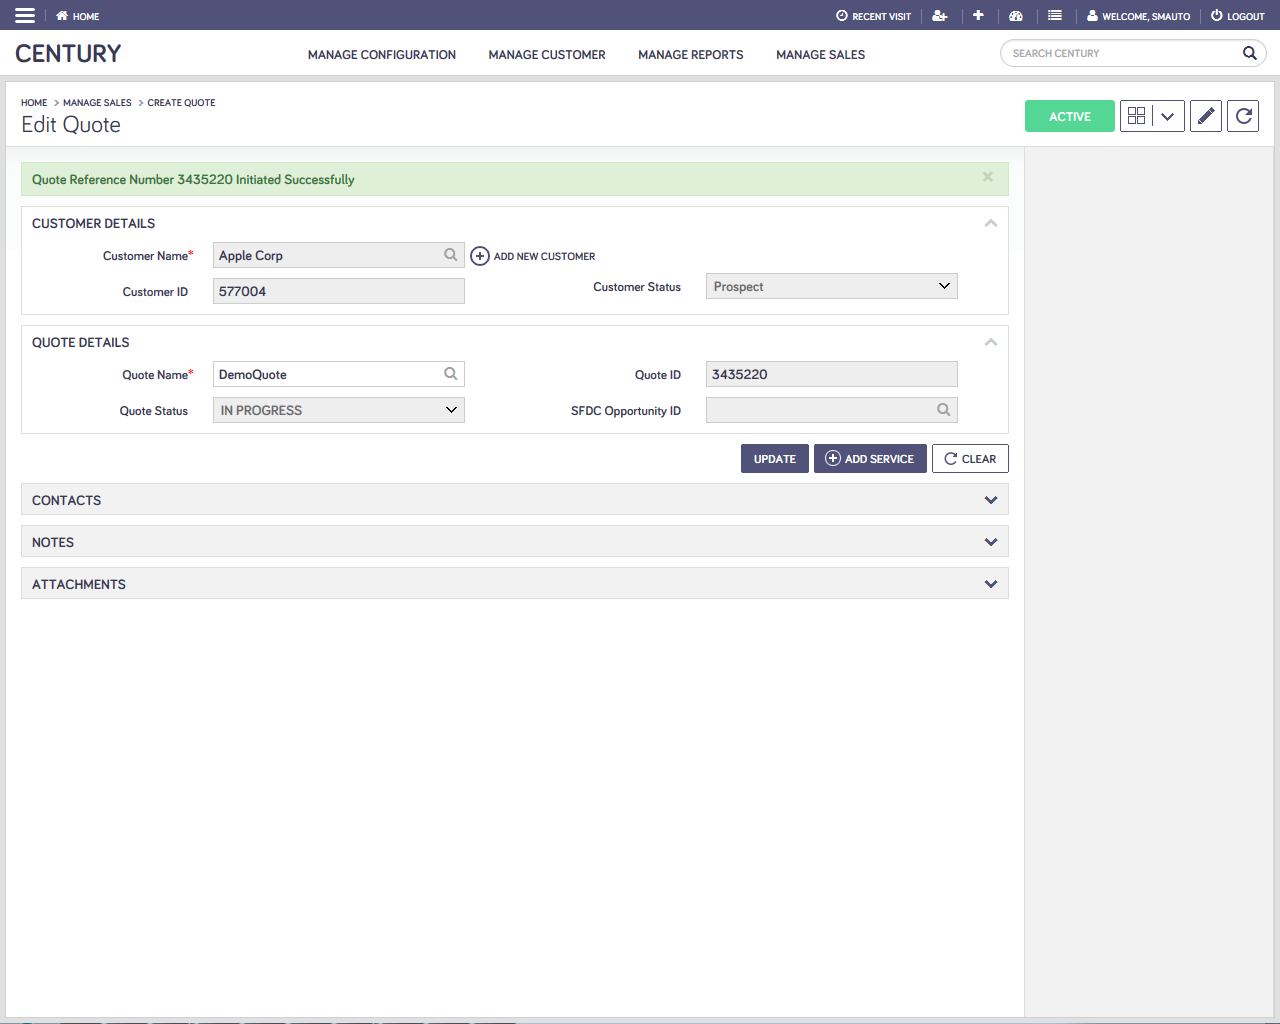 HOME
RECENT VISIT
WELCOME, SMAUTO
LOGOUT
CENTURY
MANAGE CONFIGURATION
MANAGE CUSTOMER
MANAGE REPORTS
MANAGE SALES
SEARCH CENTURY
HOME > MANAGE SALES > CREATE QUOTE
Edit Quote
ACTIVE
Quote Reference Number 3435220 Initiated Successfully
CUSTOMER DETAILS
Customer Name* Apple Corp ADD NEW CUSTOMER
Customer ID 577004
Customer Status Prospect
QUOTE DETAILS
Quote Name* DemoQuote
Quote ID 3435220
Quote Status IN PROGRESS
SFDC Opportunity ID
UPDATE
ADD SERVICE
CLEAR
CONTACTS
NOTES
ATTACHMENTS